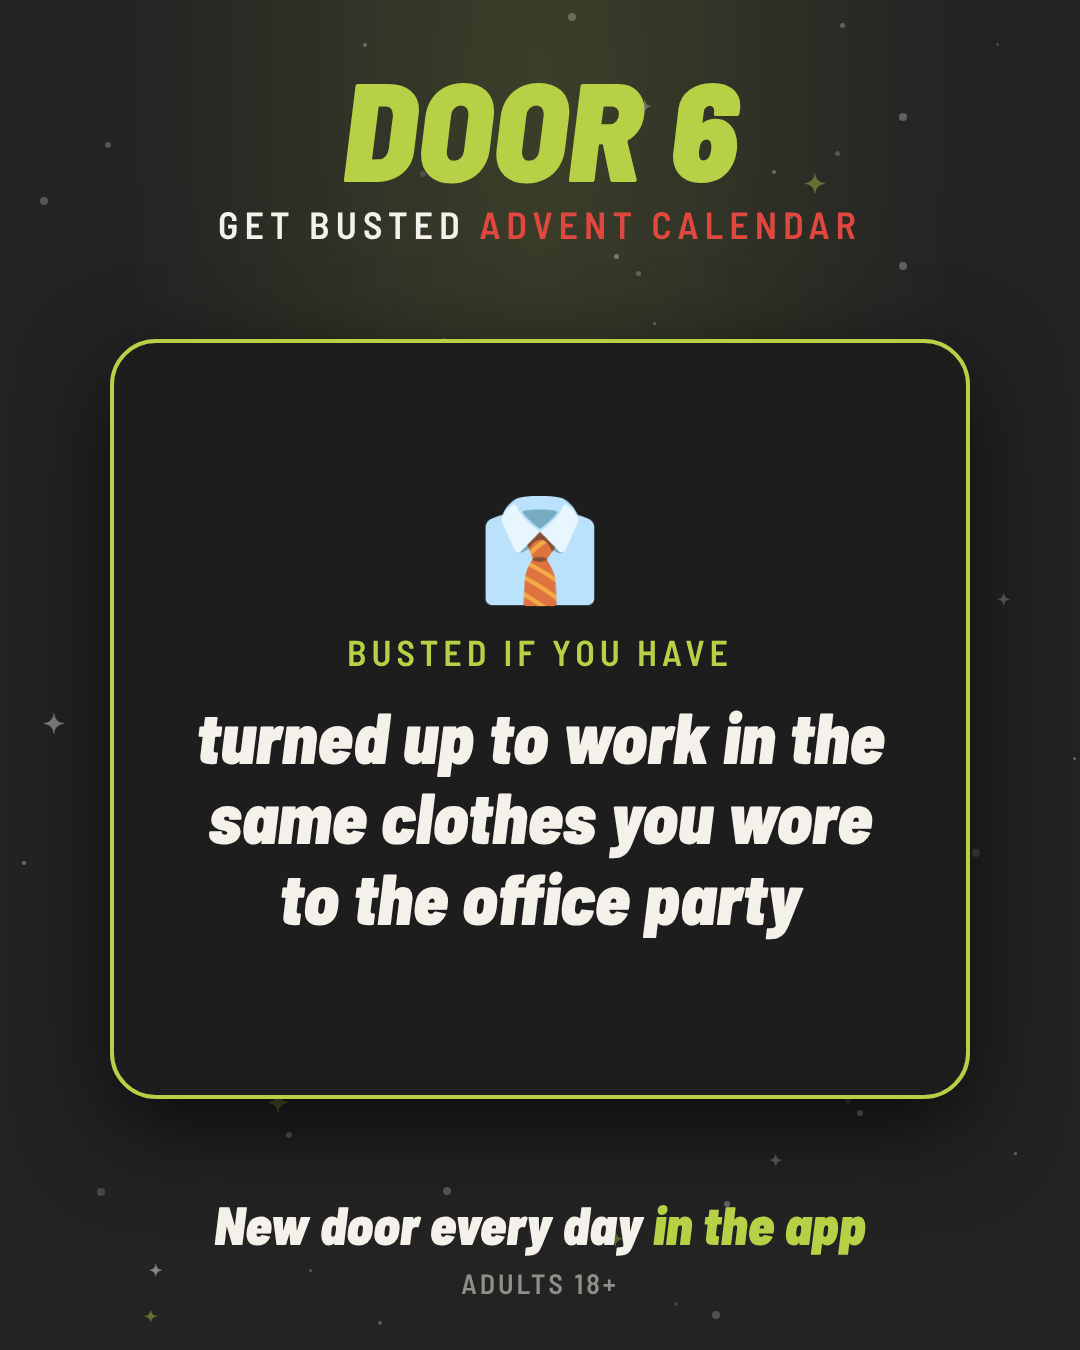 DOOR 6
GET BUSTED ADVENT CALENDAR
BUSTED IF YOU HAVE
turned up to work in the
same clothes you wore
to the office party
New door every day in the app
ADULTS 18+